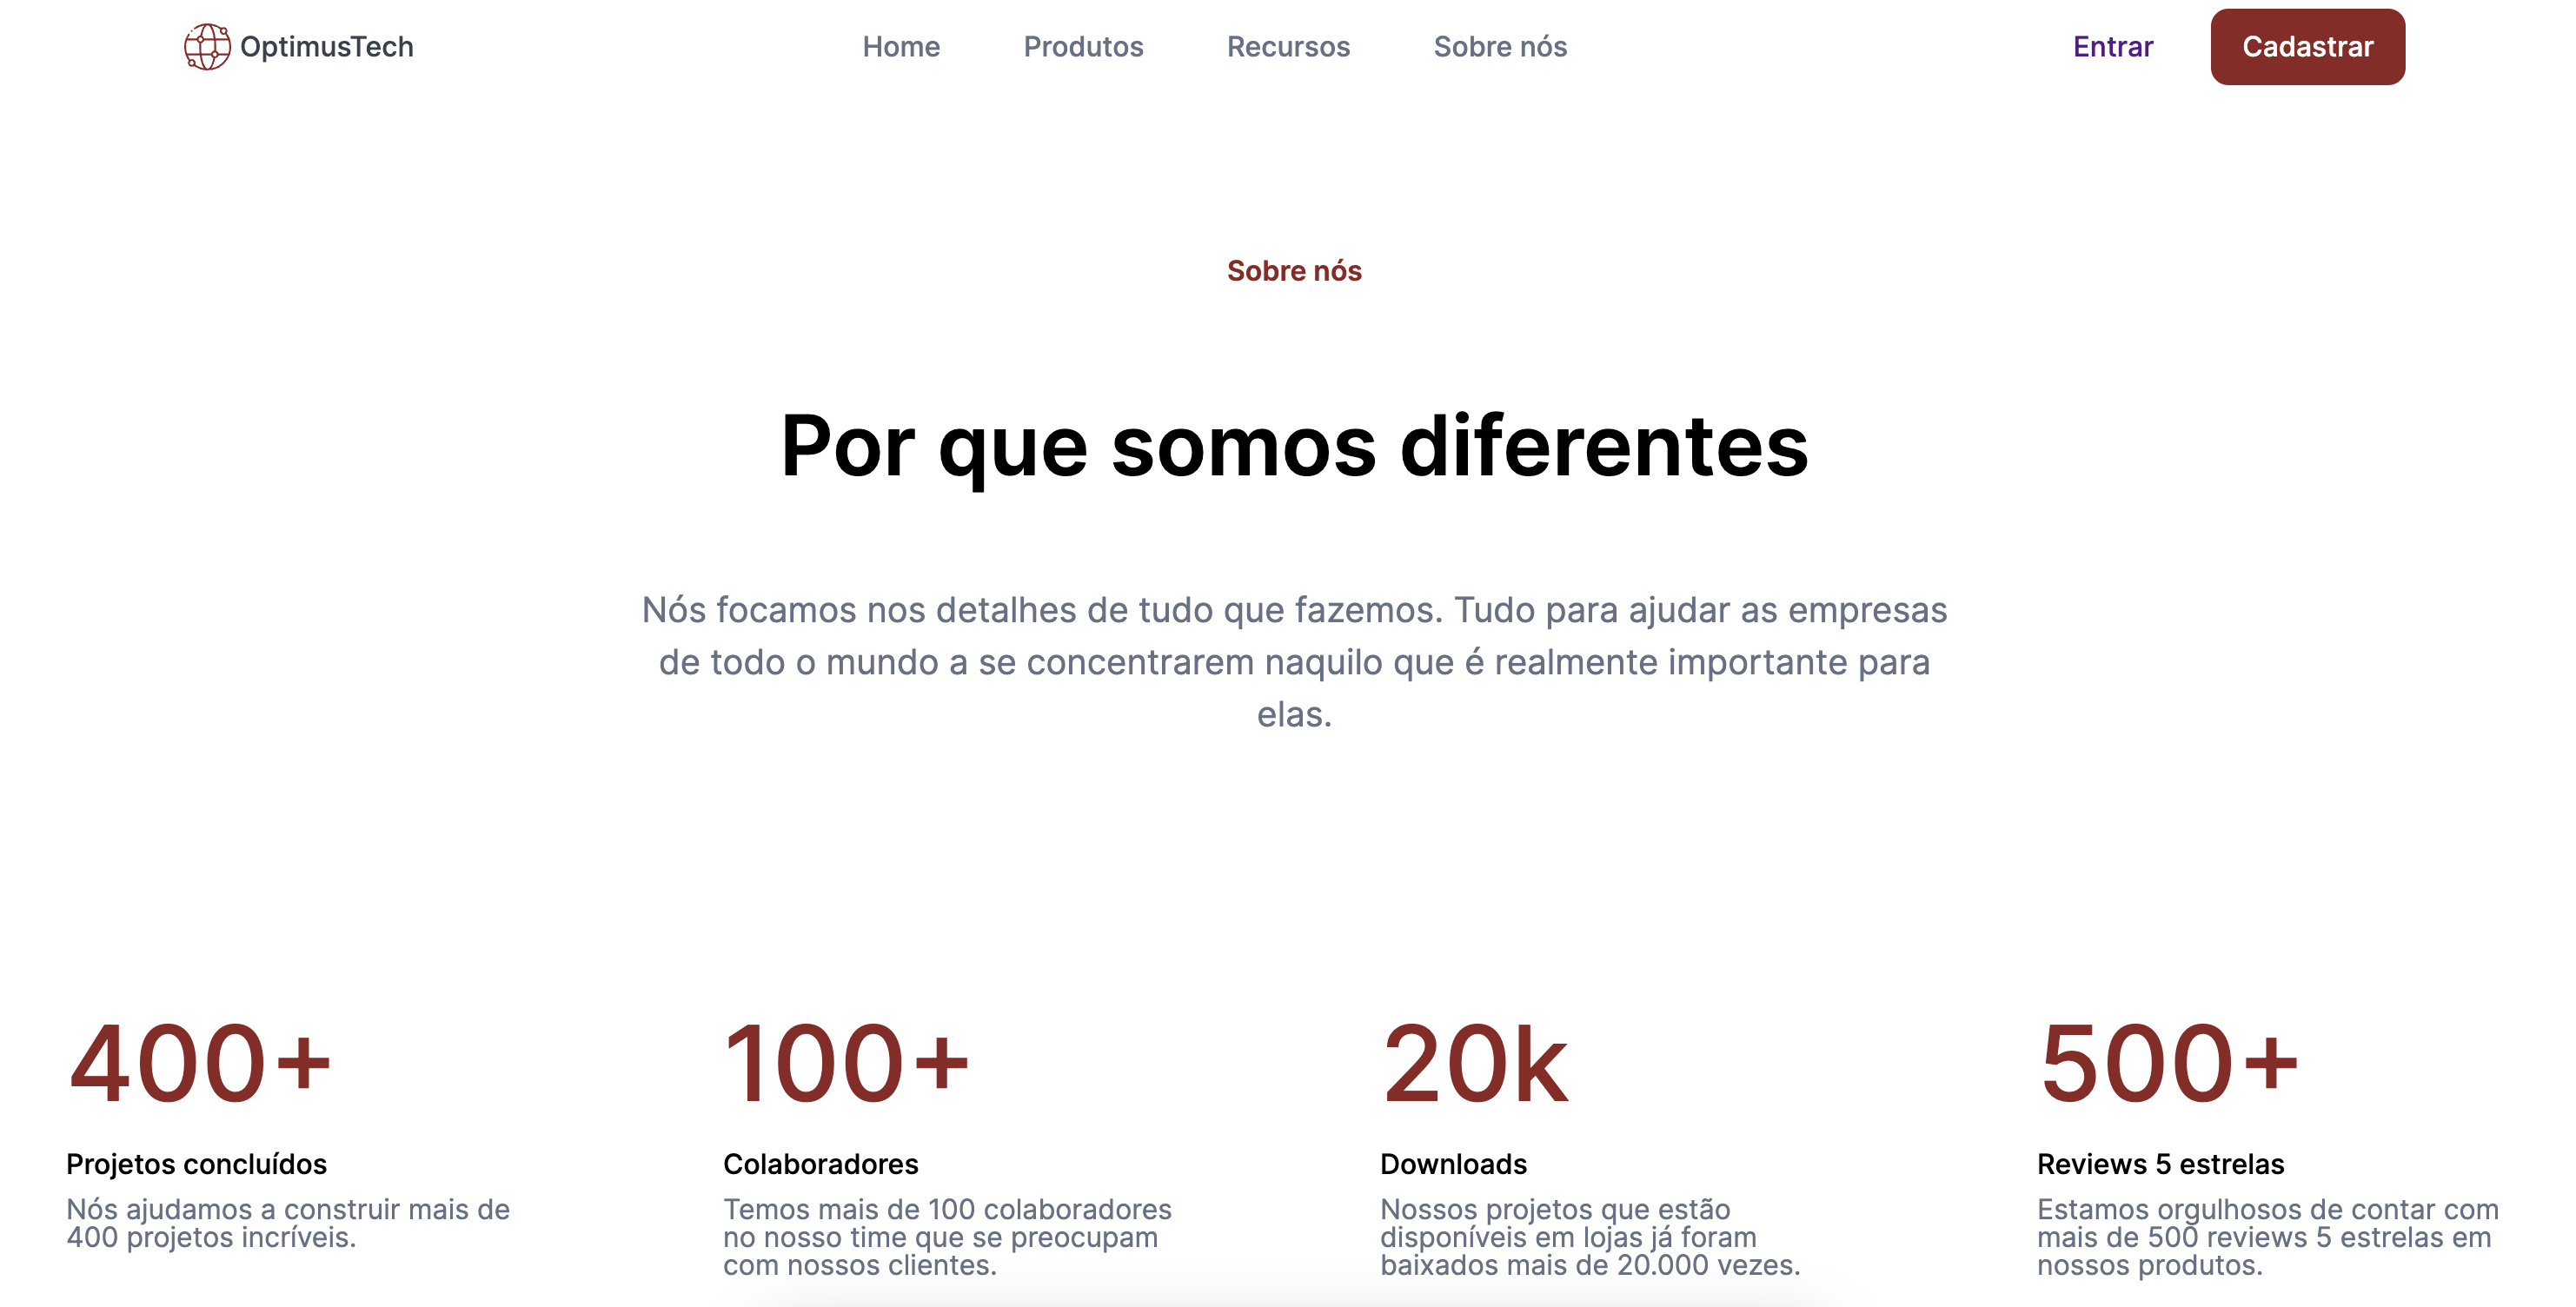 OptimusTech
Home
Produtos
Recursos
Sobre nós
Entrar
Cadastrar
Sobre nós
Por que somos diferentes
Nós focamos nos detalhes de tudo que fazemos. Tudo para ajudar as empresas
de todo o mundo a se concentrarem naquilo que é realmente importante para
elas.
400+
Projetos concluídos
Nós ajudamos a construir mais de
400 projetos incríveis.
100+
Colaboradores
Temos mais de 100 colaboradores
no nosso time que se preocupam
com nossos clientes.
20k
Downloads
Nossos projetos que estão
disponíveis em lojas já foram
baixados mais de 20.000 vezes.
500+
Reviews 5 estrelas
Estamos orgulhosos de contar com
mais de 500 reviews 5 estrelas em
nossos produtos.